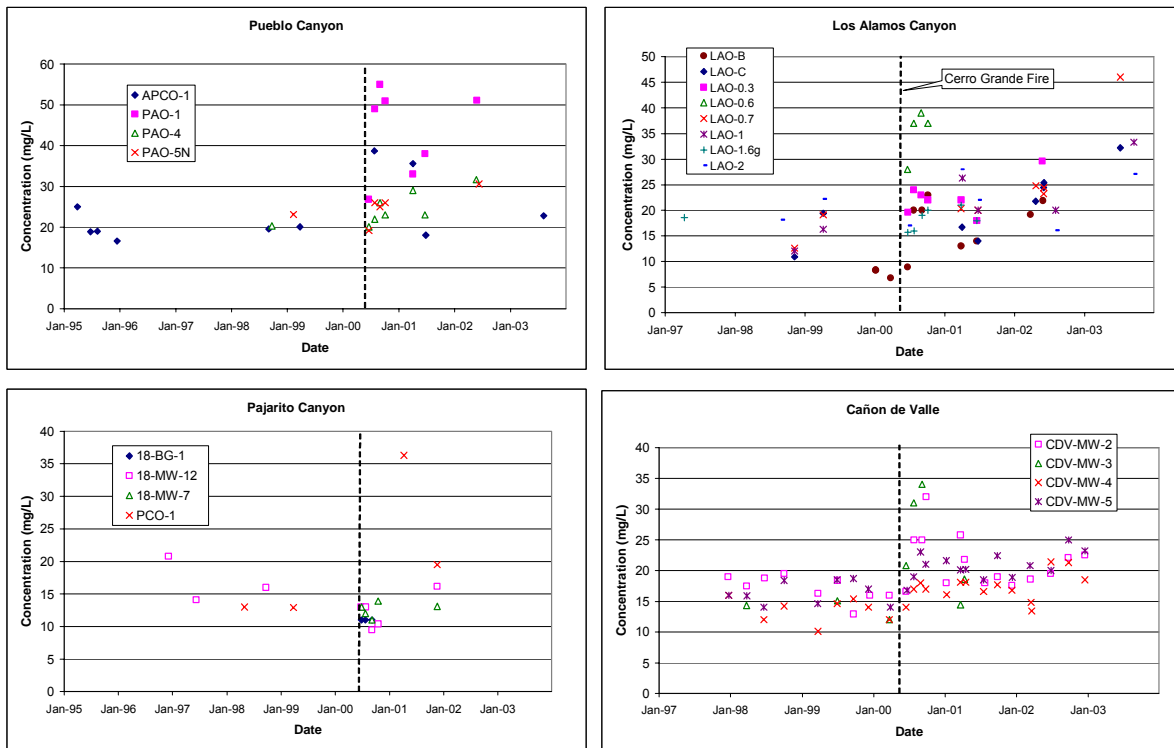 Pueblo Canyon
Concentration (mg/L)
60
50
40
30
20
10
0
APCO-1
PAO-1
PAO-4
PAO-5N
Jan-95 Jan-96 Jan-97 Jan-98 Jan-99 Jan-00 Jan-01 Jan-02 Jan-03
Date
Los Alamos Canyon
Concentration (mg/L)
50
45
40
35
30
25
20
15
10
5
0
LAO-B
LAO-C
LAO-0.3
LAO-0.6
LAO-0.7
LAO-1
LAO-1.6g
LAO-2
Cerro Grande Fire
Jan-97 Jan-98 Jan-99 Jan-00 Jan-01 Jan-02 Jan-03
Date
Pajarito Canyon
Concentration (mg/L)
40
35
30
25
20
15
10
5
0
18-BG-1
18-MW-12
18-MW-7
PCO-1
Jan-95 Jan-96 Jan-97 Jan-98 Jan-99 Jan-00 Jan-01 Jan-02 Jan-03
Date
Cañon de Valle
Concentration (mg/L)
40
35
30
25
20
15
10
5
0
CDV-MW-2
CDV-MW-3
CDV-MW-4
CDV-MW-5
Jan-97 Jan-98 Jan-99 Jan-00 Jan-01 Jan-02 Jan-03
Date